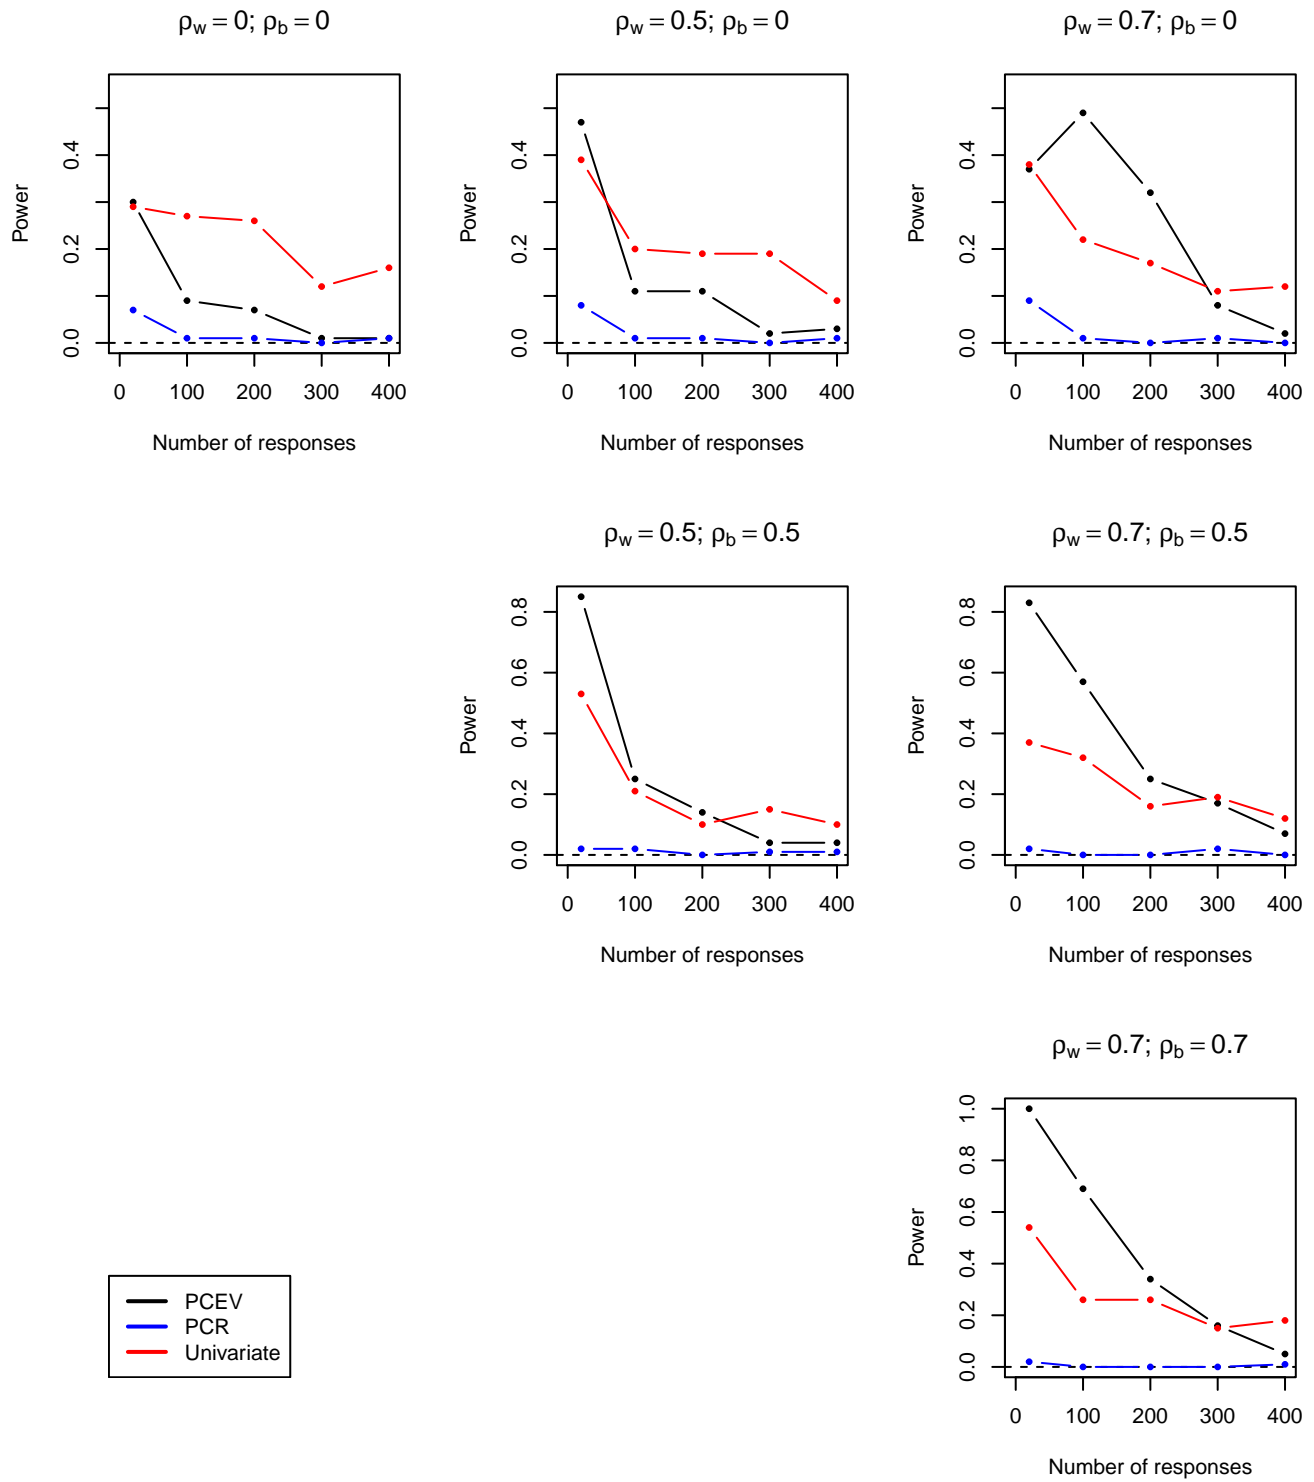 ρw = 0; ρb = 0
ρw = 0.5; ρb = 0
ρw = 0.7; ρb = 0
Power
0.0 0.2 0.4
0 100 200 300 400
Number of responses
Power
0.0 0.2 0.4
0 100 200 300 400
Number of responses
Power
0.0 0.2 0.4
0 100 200 300 400
Number of responses
ρw = 0.5; ρb = 0.5
ρw = 0.7; ρb = 0.5
Power
0.0 0.2 0.4 0.6 0.8
0 100 200 300 400
Number of responses
Power
0.0 0.2 0.4 0.6 0.8
0 100 200 300 400
Number of responses
ρw = 0.7; ρb = 0.7
Power
0.0 0.2 0.4 0.6 0.8 1.0
0 100 200 300 400
Number of responses
PCEV
PCR
Univariate